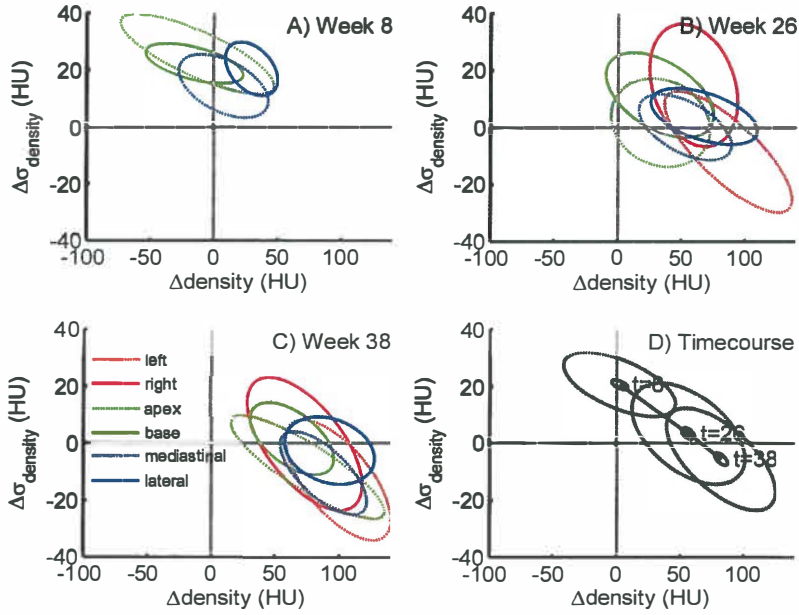 A) Week 8
40
20
0
-20
-40
Δσdensity (HU)
-100 -50 0 50 100
Δdensity (HU)
B) Week 26
40
20
0
-20
-40
Δσdensity (HU)
-100 -50 0 50 100
Δdensity (HU)
C) Week 38
40
20
0
-20
-40
Δσdensity (HU)
left
right
apex
base
mediastinal
lateral
-100 -50 0 50 100
Δdensity (HU)
D) Timecourse
40
20
0
-20
-40
Δσdensity (HU)
t=26
t=38
-100 -50 0 50 100
Δdensity (HU)